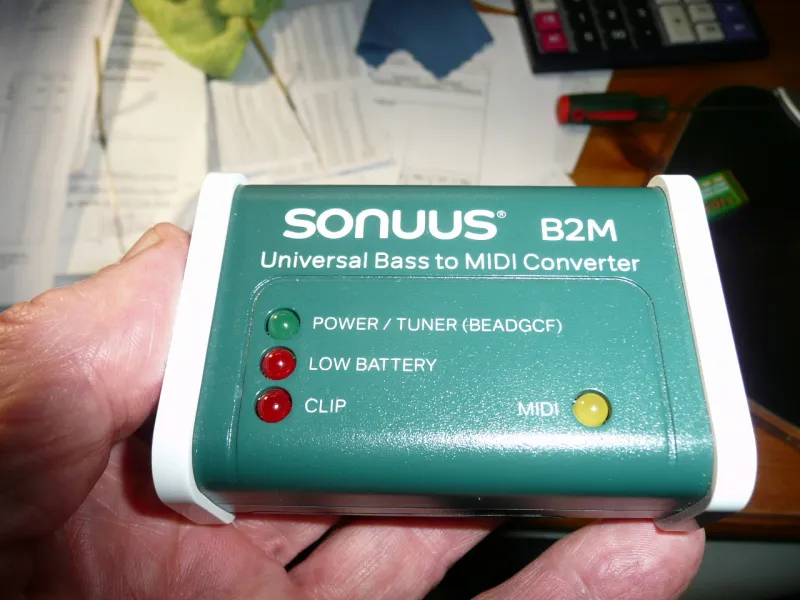 SONUUS® B2M
Universal Bass to MIDI Converter
POWER / TUNER (BEADGCF)
LOW BATTERY
CLIP
MIDI